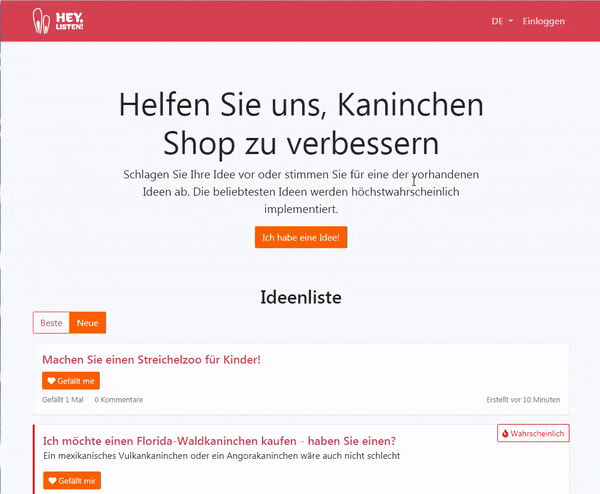 HEY,
LISTEN!
DE
Einloggen
Helfen Sie uns, Kaninchen
Shop zu verbessern
Schlagen Sie Ihre Idee vor oder stimmen Sie für eine der vorhandenen
Ideen ab. Die beliebtesten Ideen werden höchstwahrscheinlich
implementiert.
Ich habe eine Idee!
Ideenliste
Beste
Neue
Machen Sie einen Streichelzoo für Kinder!
Gefällt mir
Gefällt 1 Mal
0 Kommentare
Erstellt vor 10 Minuten
Wahrscheinlich
Ich möchte einen Florida-Waldkaninchen kaufen - haben Sie einen?
Ein mexikanisches Vulkankaninchen oder ein Angorakaninchen wäre auch nicht schlecht
Gefällt mir